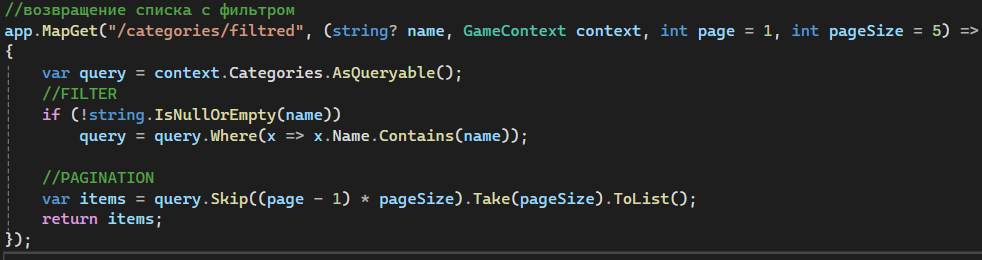 //возвращение списка с фильтром
app.MapGet("/categories/filtred", (string? name, GameContext context, int page = 1, int pageSize = 5) =>
{
    var query = context.Categories.AsQueryable();
    //FILTER
    if (!string.IsNullOrEmpty(name))
        query = query.Where(x => x.Name.Contains(name));
    //PAGINATION
    var items = query.Skip((page - 1) * pageSize).Take(pageSize).ToList();
    return items;
});